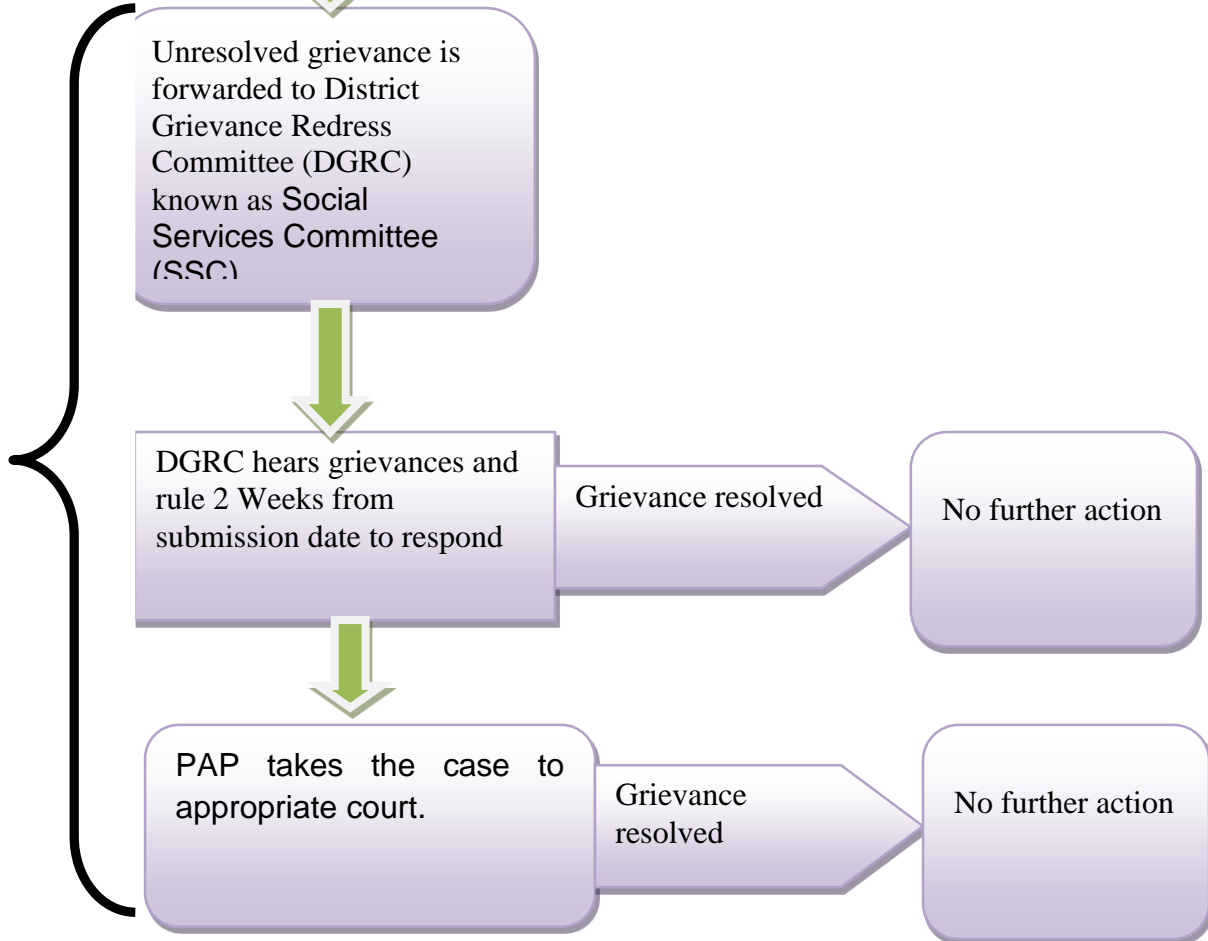 Unresolved grievance is
forwarded to District
Grievance Redress
Committee (DGRC)
known as Social
Services Committee
(SSC)
DGRC hears grievances and
rule 2 Weeks from
submission date to respond
Grievance resolved
No further action
PAP takes the case to
appropriate court.
Grievance
resolved
No further action